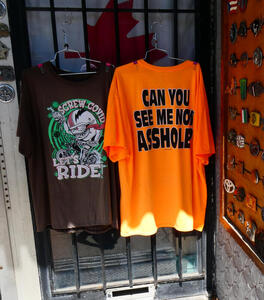 SCREW COVID
LET'S
RIDE!
CAN YOU
SEE ME NOW
ASSHOLE